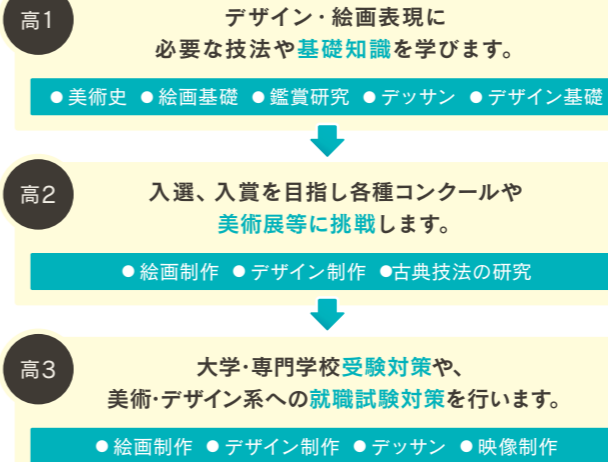 高1
デザイン・絵画表現に
必要な技法や基礎知識を学びます。
●美術史 ●絵画基礎 ●鑑賞研究 ●デッサン ●デザイン基礎
高2
入選、入賞を目指し各種コンクールや
美術展等に挑戦します。
●絵画制作 ●デザイン制作 ●古典技法の研究
高3
大学・専門学校受験対策や、
美術・デザイン系への就職試験対策を行います。
●絵画制作 ●デザイン制作 ●デッサン ●映像制作